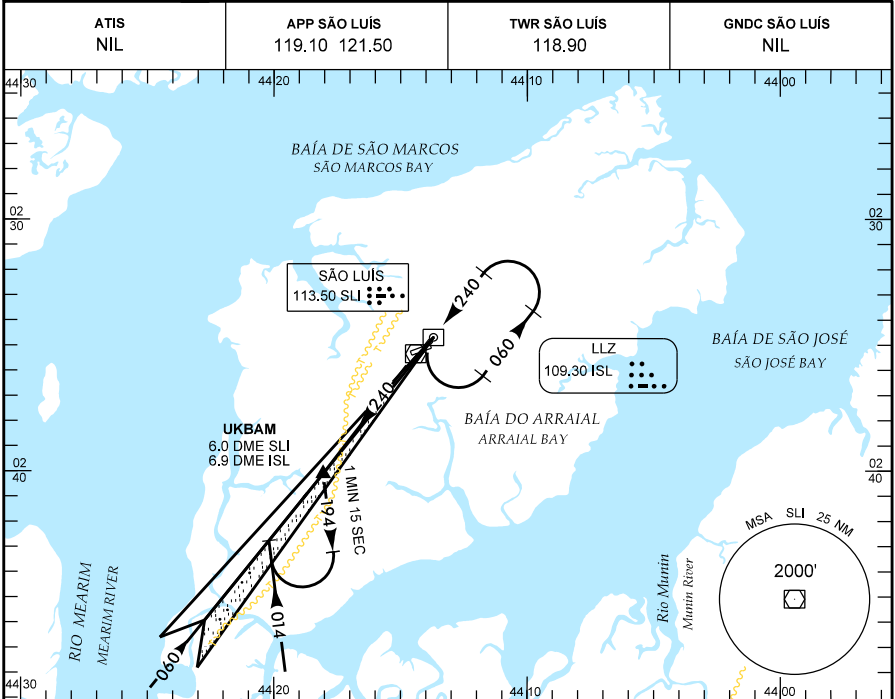 ATIS
NIL
APP SÃO LUÍS
119.10 121.50
TWR SÃO LUÍS
118.90
GNDC SÃO LUÍS
NIL
44 30
44 20
44 10
44 00
BAÍA DE SÃO MARCOS
SÃO MARCOS BAY
02
30
02
30
SÃO LUÍS
113.50 SLI
240
060
LLZ
109.30 ISL
BAÍA DE SÃO JOSÉ
SÃO JOSÉ BAY
240
BAÍA DO ARRAIAL
ARRAIAL BAY
UKBAM
6.0 DME SLI
6.9 DME ISL
02
40
02
40
1 MIN 15 SEC
194
MSA SLI 25 NM
2000'
RIO MEARIM
MEARIM RIVER
Rio Munin
Munin River
060
014
44 30
44 20
44 10
44 00